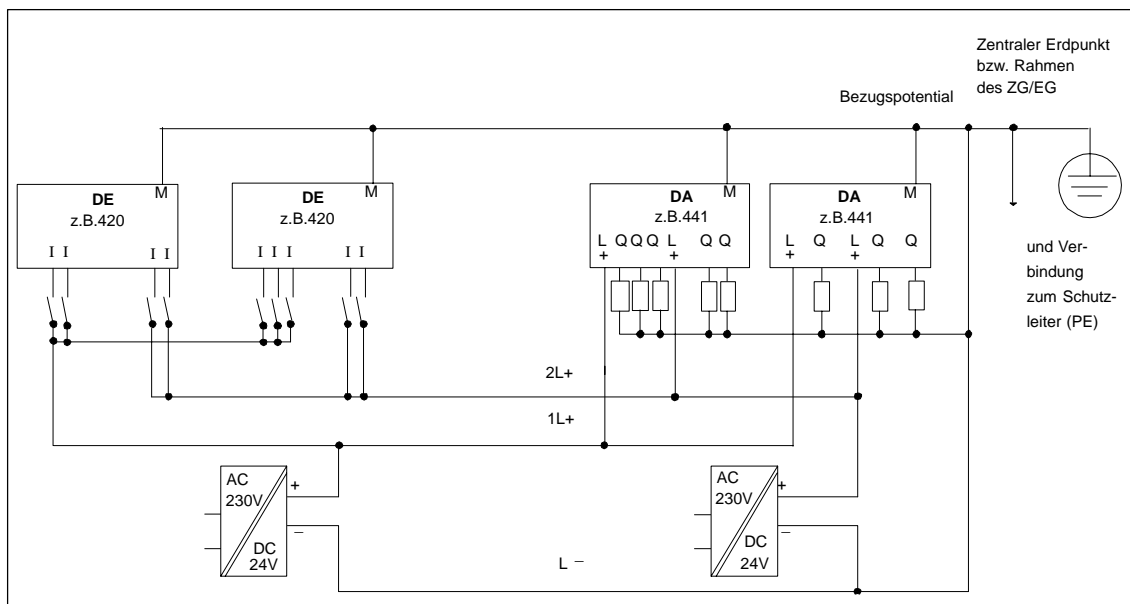 Zentraler Erdpunkt
bzw. Rahmen
des ZG/EG
Bezugspotential
M
DE
z.B.420
I I
I I
M
DE
z.B.420
I I I
I I
M
DA
z.B.441
L Q Q Q L Q Q
+ +
M
DA
z.B.441
L Q L Q Q
+ +
und Ver-
bindung
zum Schutz-
leiter (PE)
2L+
1L+
AC
230V
+
–
DC
24V
AC
230V
+
–
DC
24V
L –